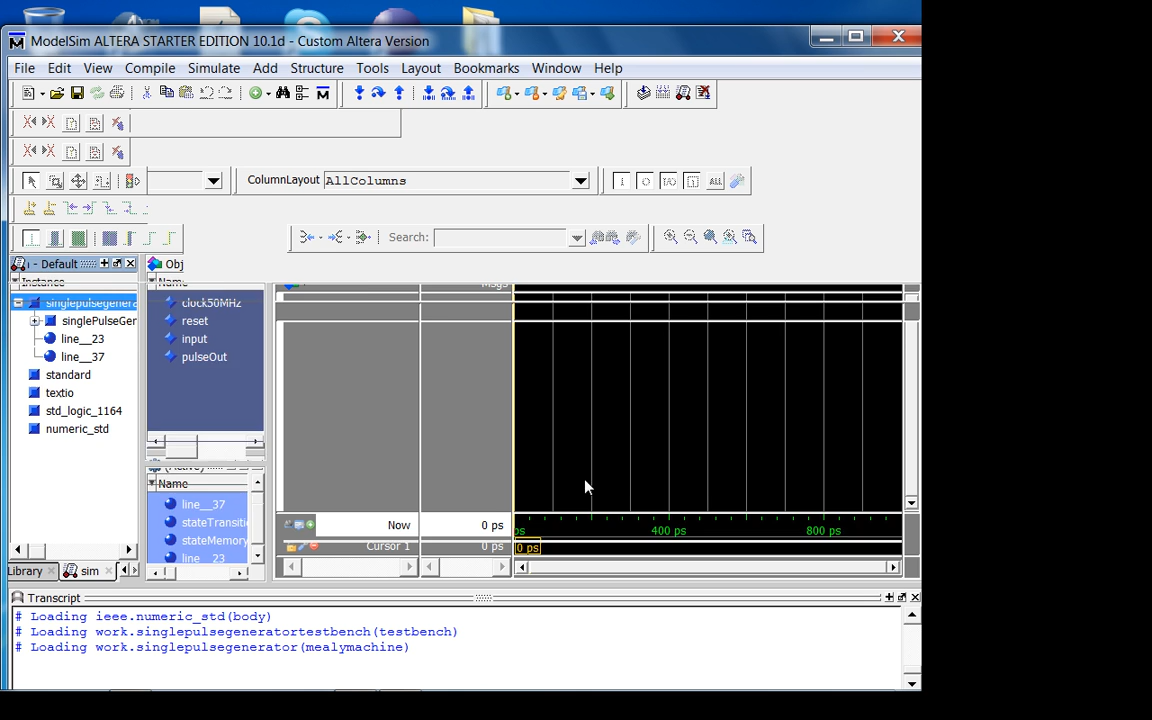 ModelSim ALTERA STARTER EDITION 10.1d - Custom Altera Version
File Edit View Compile Simulate Add Structure Tools Layout Bookmarks Window Help
ColumnLayout AllColumns
ALL
Search:
- Default
Obj
Instance
Name
Msgs
singlepulsegenera
singlePulseGer
line__23
line__37
standard
textio
std_logic_1164
numeric_std
clock50MHz
reset
input
pulseOut
(Active)
Name
line__37
stateTransiti
stateMemory
line__23
Now 0 ps
Cursor 1 0 ps
ps 400 ps 800 ps
0 ps
Library sim
Transcript
# Loading ieee.numeric_std(body)
# Loading work.singlepulsegeneratortestbench(testbench)
# Loading work.singlepulsegenerator(mealymachine)